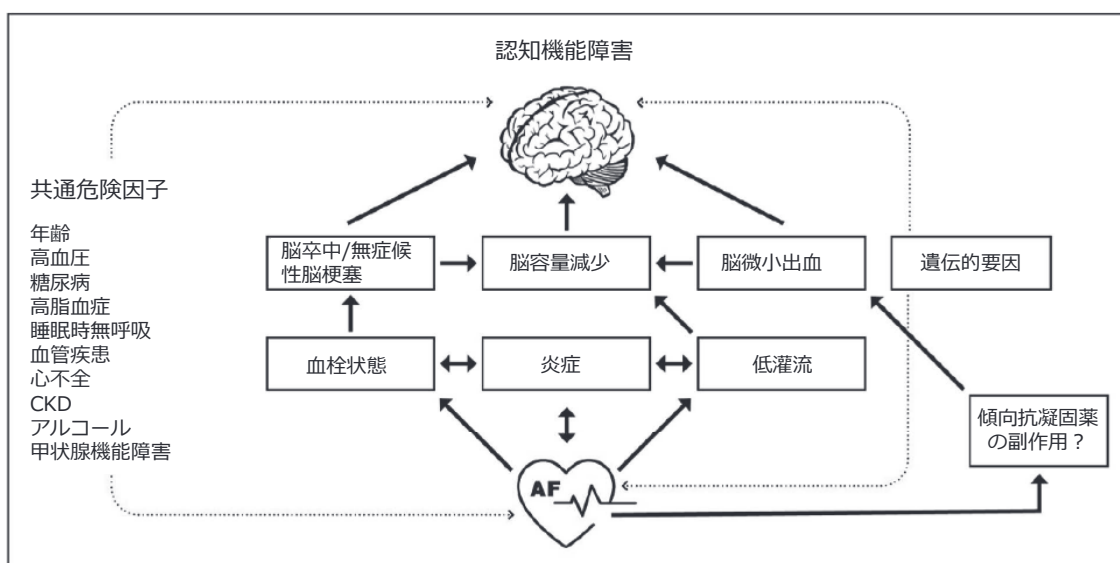 認知機能障害
共通危険因子
年齢
高血圧
糖尿病
高脂血症
睡眠時無呼吸
血管疾患
心不全
CKD
アルコール
甲状腺機能障害
脳卒中/無症候
性脳梗塞
脳容量減少
脳微小出血
遺伝的要因
血栓状態
炎症
低灌流
傾向抗凝固薬
の副作用？
AF